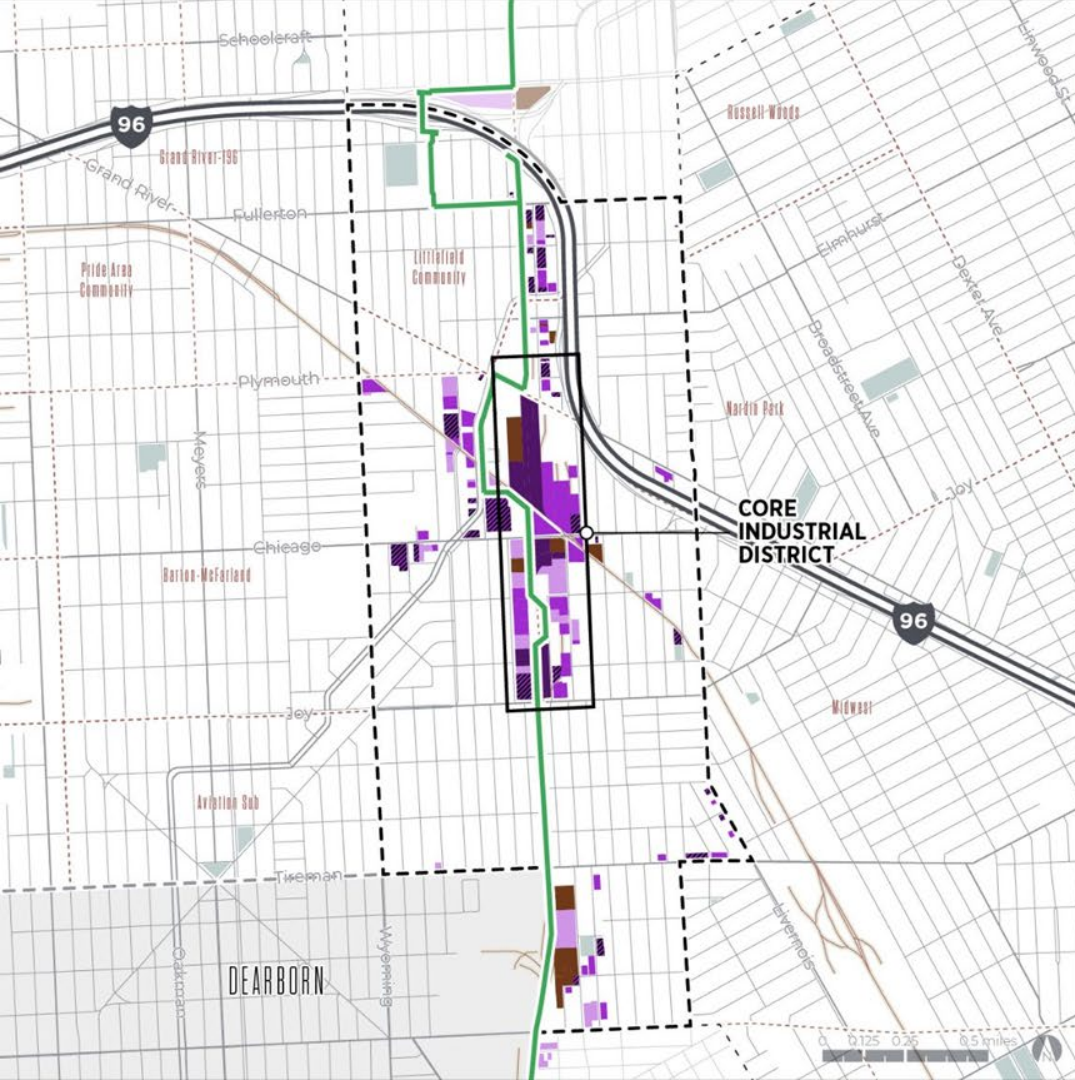 Schoolcraft
Linwood St
96
Russell Woods
Grand River-I96
Grand River
Fullerton
Elmhurst
Littlefield
Community
Pride Area
Community
Dexter Ave
Broadstreet Ave
Plymouth
Nardin Park
Meyers
Joy
CORE
INDUSTRIAL
DISTRICT
Chicago
Barton-McFarland
96
Joy
Midwest
Aviation Sub
Tireman
Livernois
Oakman
Wyoming
DEARBORN
0 0.125 0.25 0.5 miles
N